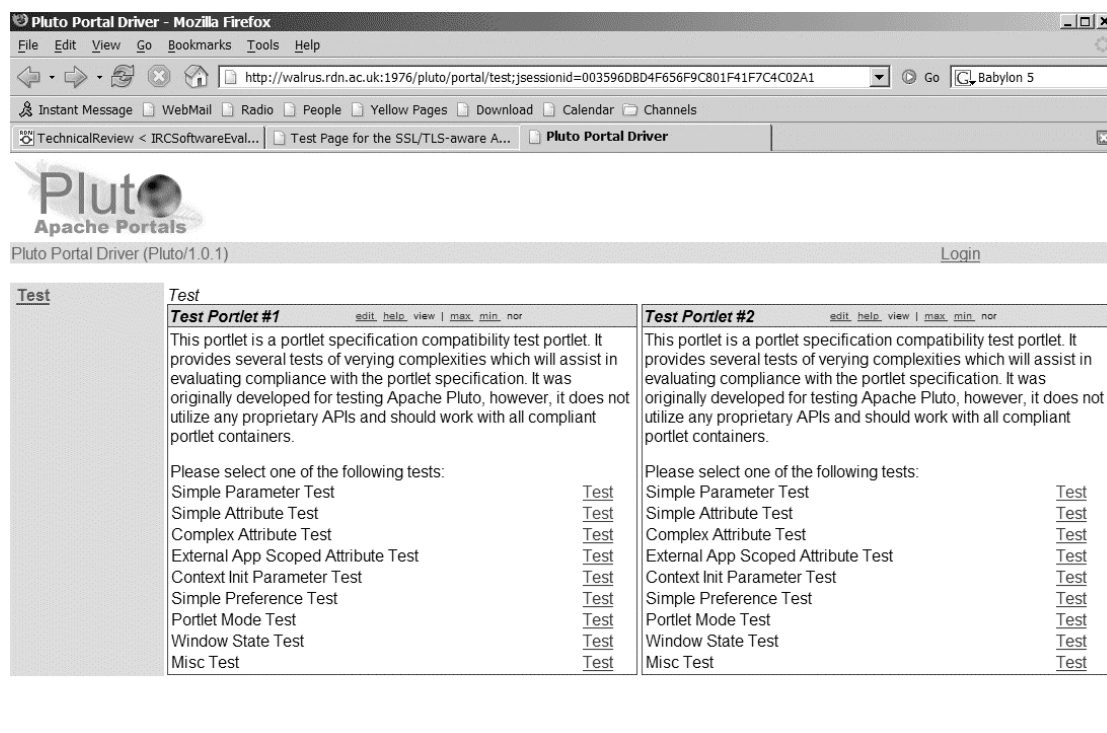 Pluto Portal Driver - Mozilla Firefox
File Edit View Go Bookmarks Tools Help
http://walrus.rdn.ac.uk:1976/pluto/portal/test;jsessionid=003596DBD4F656F9C801F41F7C4C02A1 Go Babylon 5
Instant Message WebMail Radio People Yellow Pages Download Calendar Channels
TechnicalReview < IRCSoftwareEval... Test Page for the SSL/TLS-aware A... Pluto Portal Driver
Pluto
Apache Portals
Pluto Portal Driver (Pluto/1.0.1) Login
Test
Test
Test Portlet #1 edit help view | max min nor
This portlet is a portlet specification compatibility test portlet. It
provides several tests of verying complexities which will assist in
evaluating compliance with the portlet specification. It was
originally developed for testing Apache Pluto, however, it does not
utilize any proprietary APIs and should work with all compliant
portlet containers.
Please select one of the following tests:
Simple Parameter Test Test
Simple Attribute Test Test
Complex Attribute Test Test
External App Scoped Attribute Test Test
Context Init Parameter Test Test
Simple Preference Test Test
Portlet Mode Test Test
Window State Test Test
Misc Test Test
Test Portlet #2 edit help view | max min nor
This portlet is a portlet specification compatibility test portlet. It
provides several tests of verying complexities which will assist in
evaluating compliance with the portlet specification. It was
originally developed for testing Apache Pluto, however, it does not
utilize any proprietary APIs and should work with all compliant
portlet containers.
Please select one of the following tests:
Simple Parameter Test Test
Simple Attribute Test Test
Complex Attribute Test Test
External App Scoped Attribute Test Test
Context Init Parameter Test Test
Simple Preference Test Test
Portlet Mode Test Test
Window State Test Test
Misc Test Test